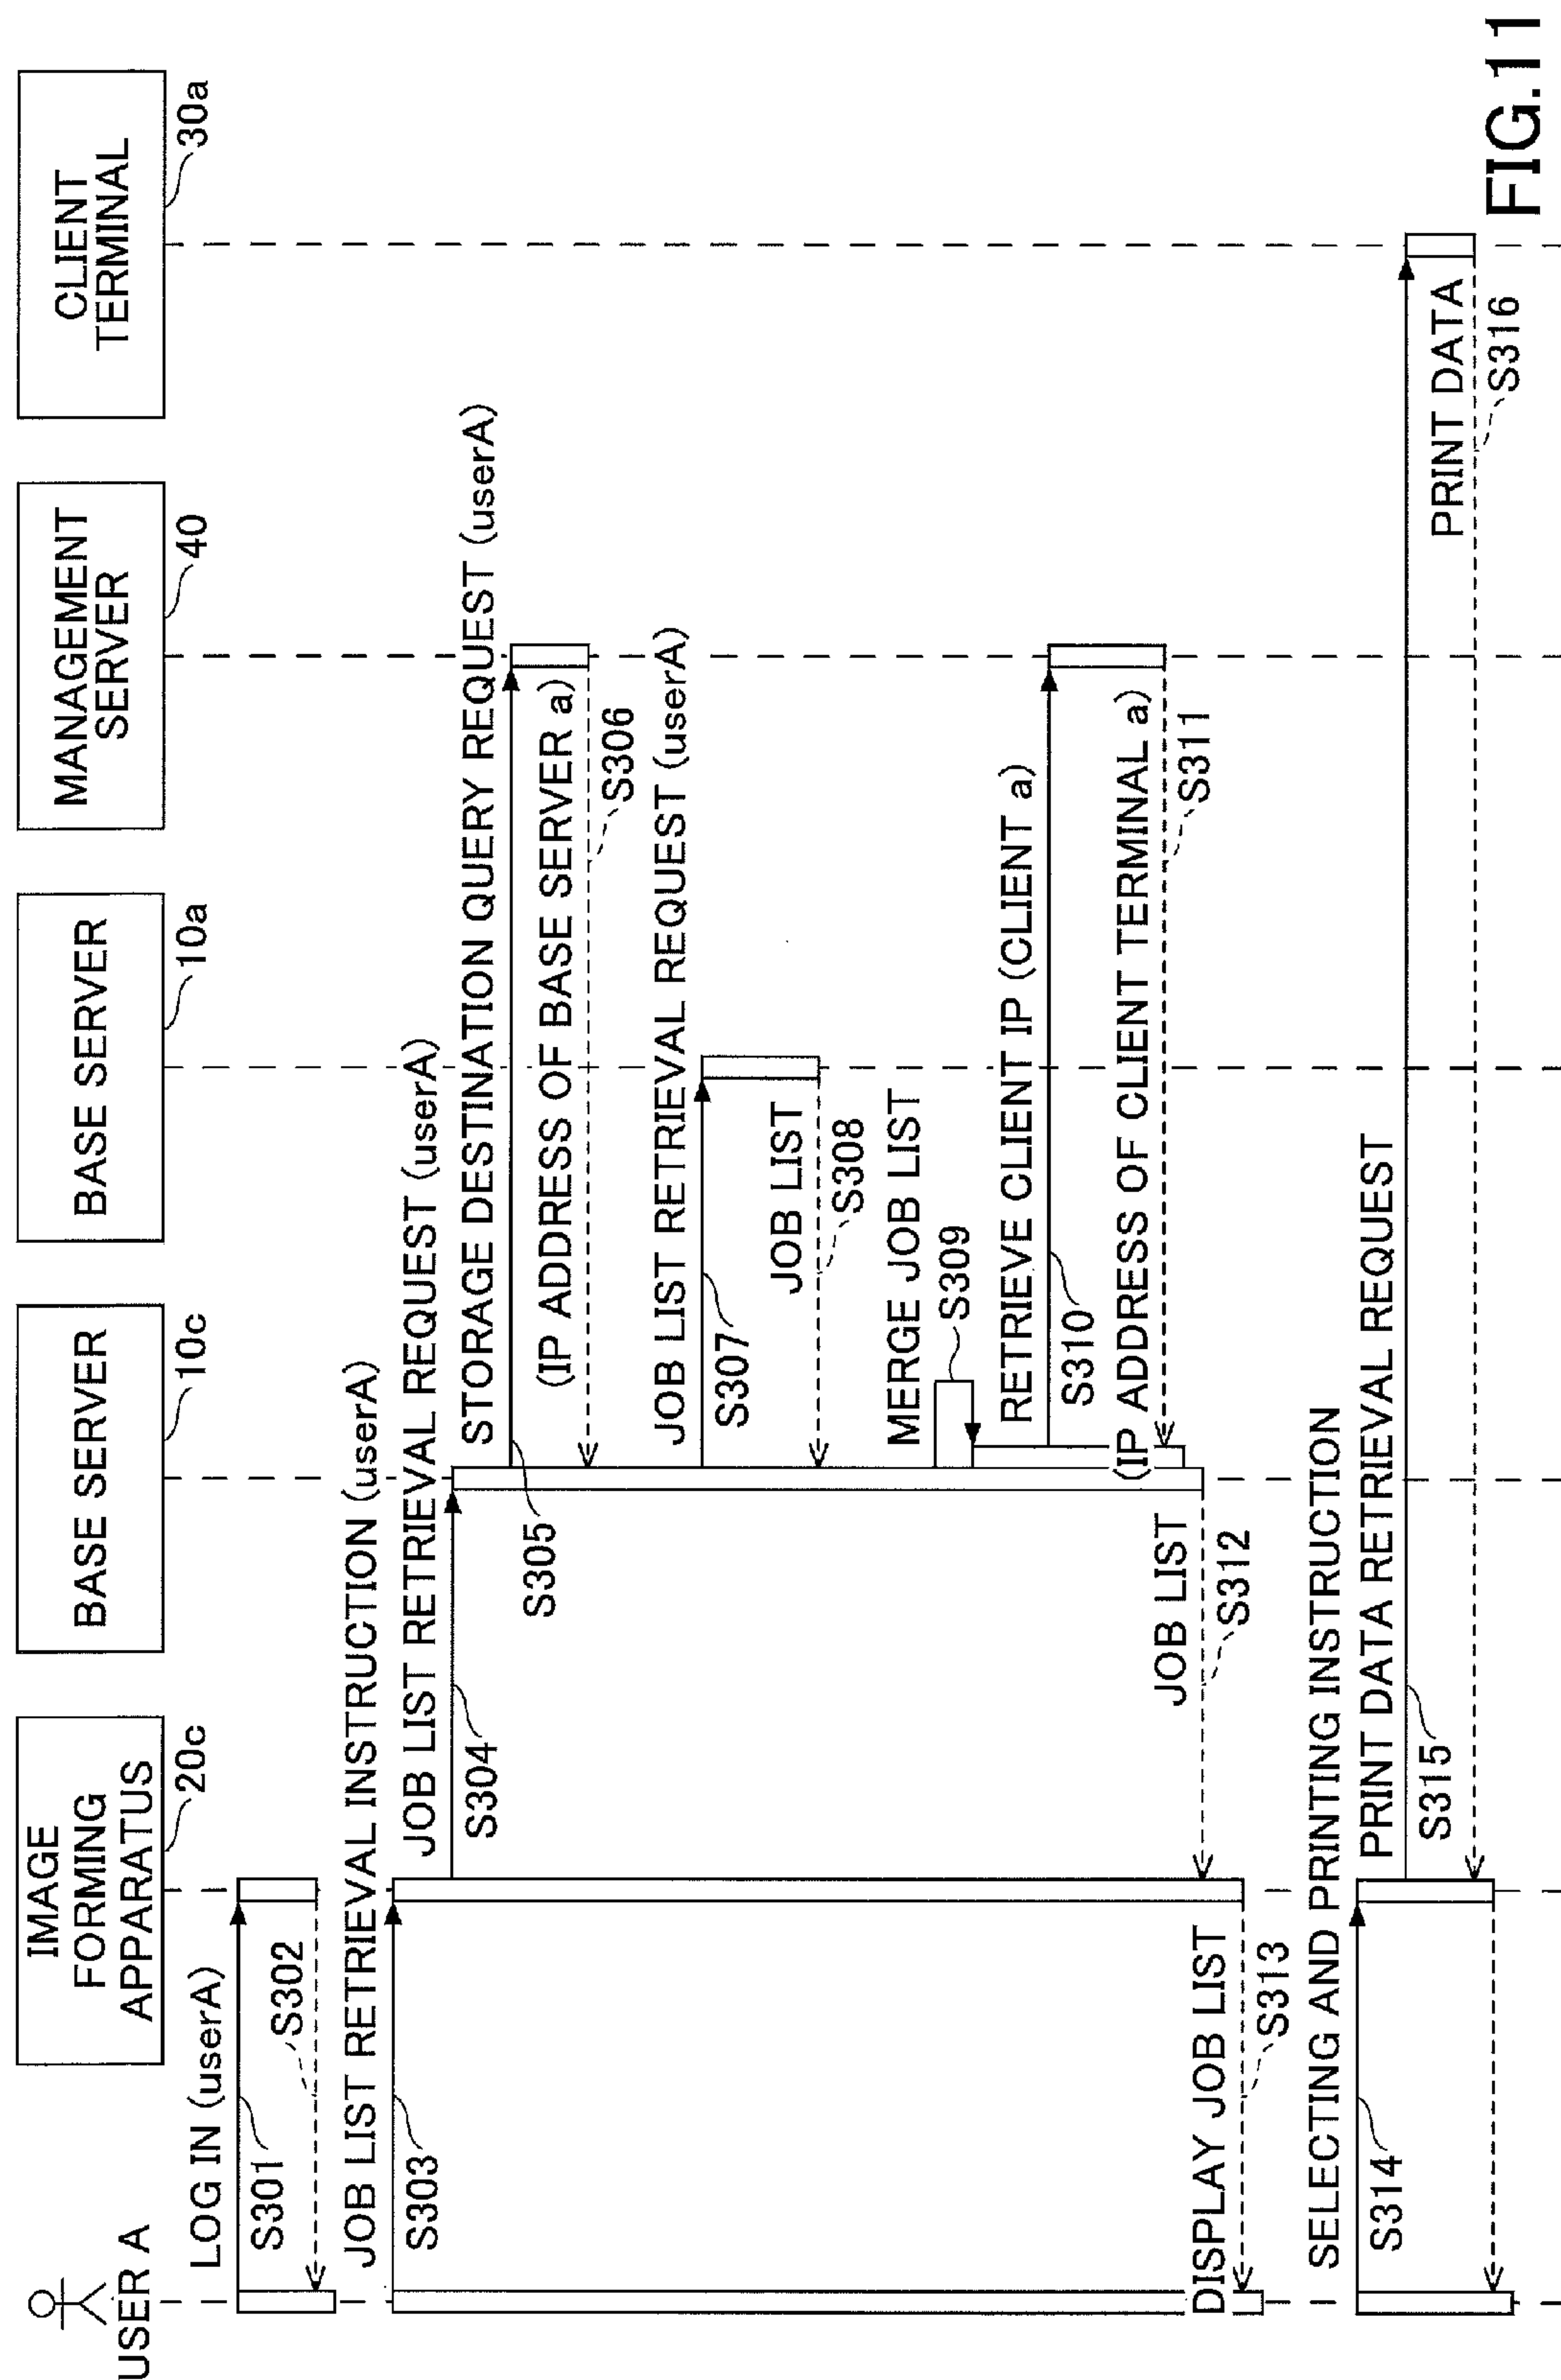 USER A
IMAGE
FORMING
APPARATUS
20c
BASE SERVER
10c
BASE SERVER
10a
MANAGEMENT
SERVER
40
CLIENT
TERMINAL
30a
LOG IN (userA)
S301
S302
JOB LIST RETRIEVAL INSTRUCTION (userA)
S303
JOB LIST RETRIEVAL REQUEST (userA)
S304
STORAGE DESTINATION QUERY REQUEST (userA)
S305
(IP ADDRESS OF BASE SERVER a)
S306
JOB LIST RETRIEVAL REQUEST (userA)
S307
JOB LIST
S308
MERGE JOB LIST
S309
RETRIEVE CLIENT IP (CLIENT a)
S310
(IP ADDRESS OF CLIENT TERMINAL a)
S311
JOB LIST
S312
DISPLAY JOB LIST
S313
SELECTING AND PRINTING INSTRUCTION
S314
PRINT DATA RETRIEVAL REQUEST
S315
PRINT DATA
S316
FIG.11